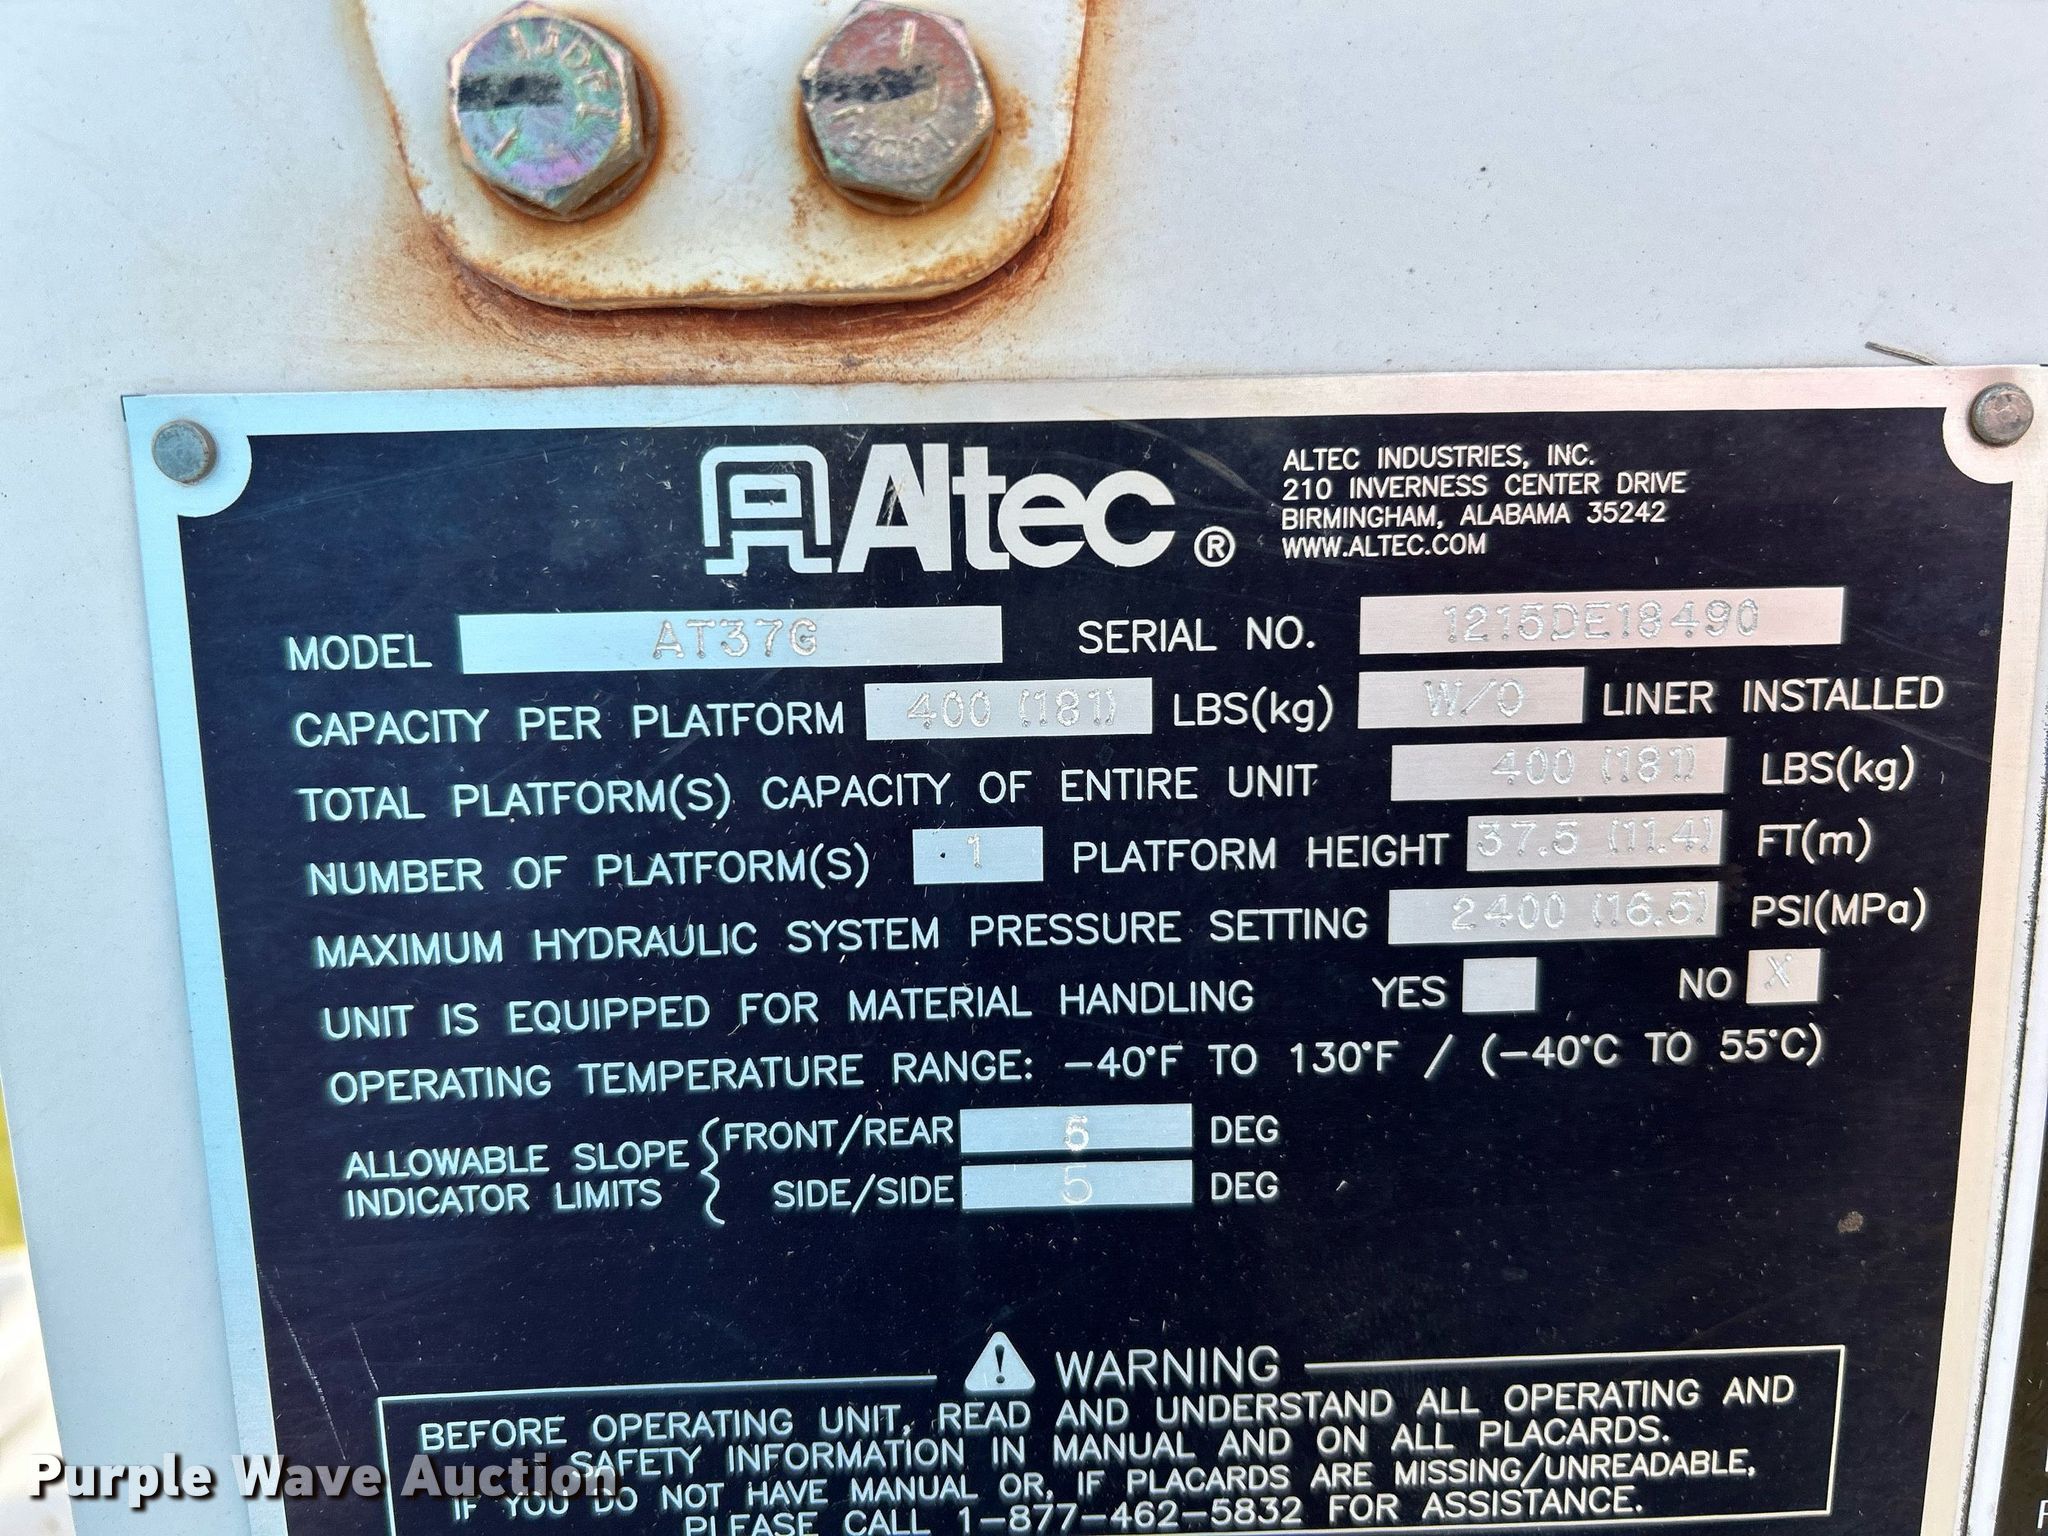 Altec ®
ALTEC INDUSTRIES, INC.
210 INVERNESS CENTER DRIVE
BIRMINGHAM, ALABAMA 35242
WWW.ALTEC.COM
MODEL AT37G SERIAL NO. 1215DE18490
CAPACITY PER PLATFORM 400 (181) LBS(kg) W/O LINER INSTALLED
TOTAL PLATFORM(S) CAPACITY OF ENTIRE UNIT 400 (181) LBS(kg)
NUMBER OF PLATFORM(S) 1 PLATFORM HEIGHT 37.5 (11.4) FT(m)
MAXIMUM HYDRAULIC SYSTEM PRESSURE SETTING 2400 (16.5) PSI(MPa)
UNIT IS EQUIPPED FOR MATERIAL HANDLING YES NO X
OPERATING TEMPERATURE RANGE: -40°F TO 130°F / (-40°C TO 55°C)
ALLOWABLE SLOPE INDICATOR LIMITS
FRONT/REAR 5 DEG
SIDE/SIDE 5 DEG
WARNING
BEFORE OPERATING UNIT, READ AND UNDERSTAND ALL OPERATING AND
SAFETY INFORMATION IN MANUAL AND ON ALL PLACARDS.
IF YOU DO NOT HAVE MANUAL OR, IF PLACARDS ARE MISSING/UNREADABLE,
PLEASE CALL 1-877-462-5832 FOR ASSISTANCE.
Purple Wave Auction